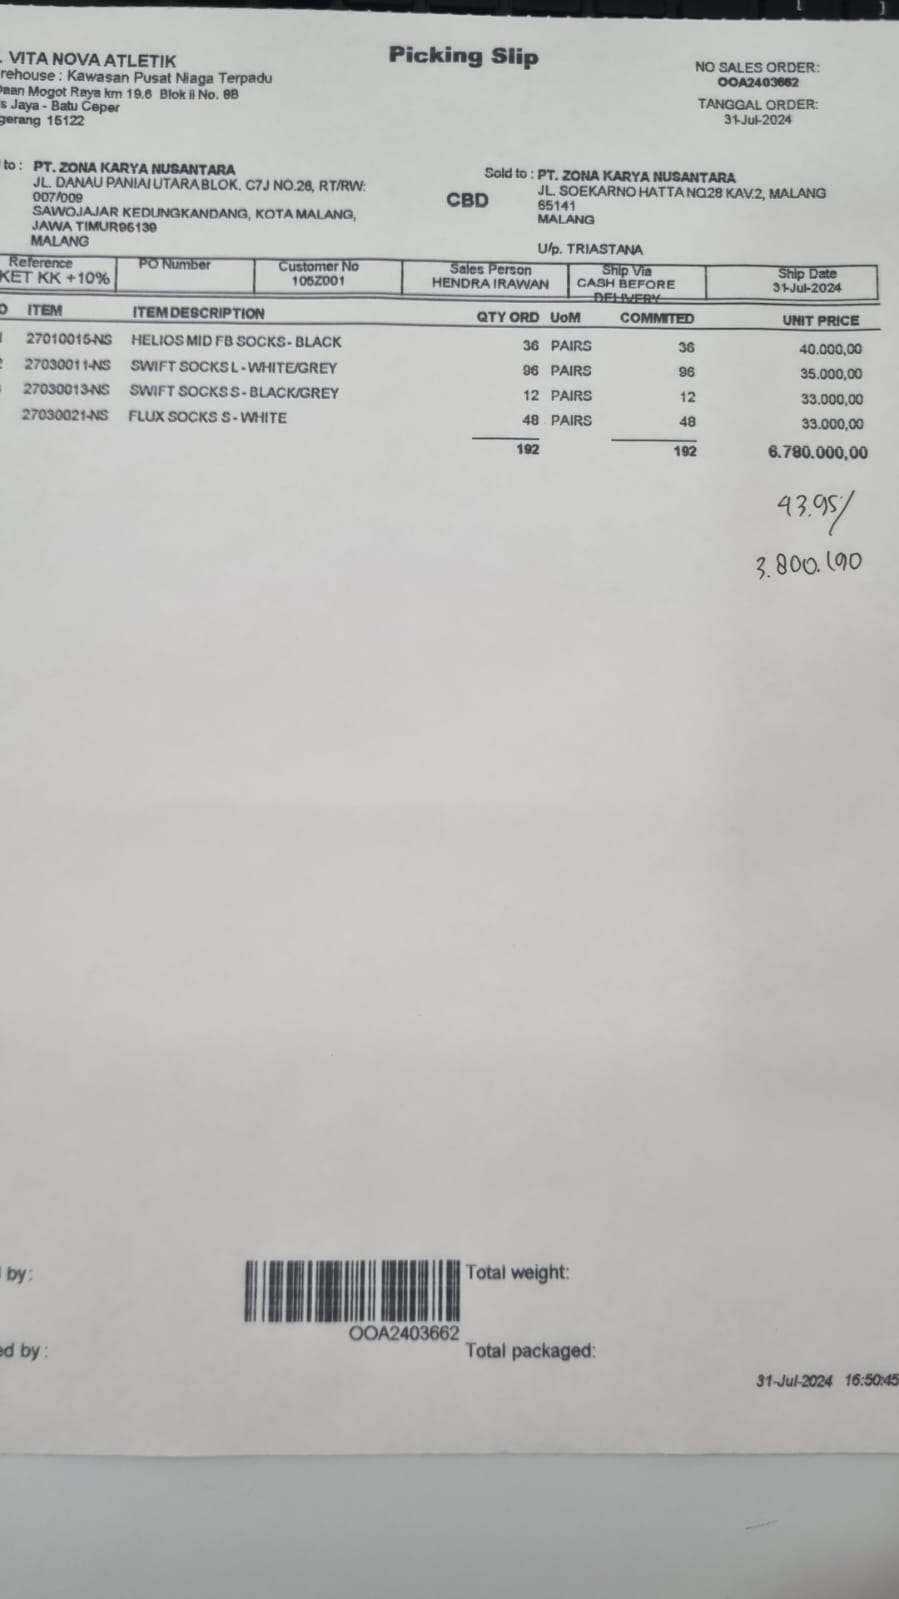 . VITA NOVA ATLETIK
Picking Slip
rehouse : Kawasan Pusat Niaga Terpadu
Mogot Raya km 19.6 Blok ii No. 8B
s Jaya - Batu Ceper
gerang 15122
NO SALES ORDER:
OOA2403662
TANGGAL ORDER:
31-Jul-2024
to : PT. ZONA KARYA NUSANTARA
JL. DANAU PANIAI UTARA BLOK. C7J NO.26, RT/RW:
007/009
SAWOJAJAR KEDUNGKANDANG, KOTA MALANG,
JAWA TIMUR65139
MALANG
CBD
Sold to : PT. ZONA KARYA NUSANTARA
JL. SOEKARNO HATTA NO.28 KAV.2, MALANG
65141
MALANG
U/p. TRIASTANA
Reference PO Number Customer No Sales Person Ship Via Ship Date
KET KK +10% 105Z001 HENDRA IRAWAN CASH BEFORE DELIVERY 31-Jul-2024
O ITEM ITEM DESCRIPTION QTY ORD UoM COMMITED UNIT PRICE
27010015-NS HELIOS MID FB SOCKS - BLACK 36 PAIRS 36 40.000,00
27030011-NS SWIFT SOCKS L - WHITE/GREY 96 PAIRS 96 35.000,00
27030013-NS SWIFT SOCKS S - BLACK/GREY 12 PAIRS 12 33.000,00
27030021-NS FLUX SOCKS S - WHITE 48 PAIRS 48 33.000,00
192 192 6.780.000,00
43.95/
3.800.190
by:
Total weight:
OOA2403662
ed by :
Total packaged:
31-Jul-2024 16:50:45